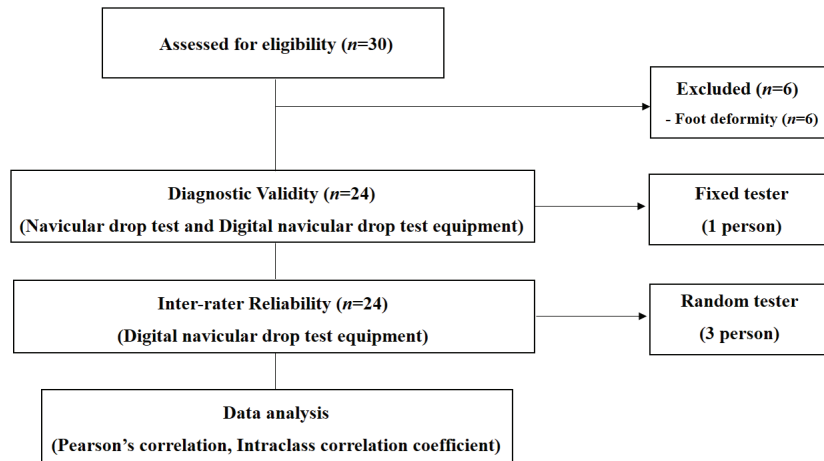 Assessed for eligibility (n=30)
Excluded (n=6)
- Foot deformity (n=6)
Diagnostic Validity (n=24)
(Navicular drop test and Digital navicular drop test equipment)
Fixed tester
(1 person)
Inter-rater Reliability (n=24)
(Digital navicular drop test equipment)
Random tester
(3 person)
Data analysis
(Pearson's correlation, Intraclass correlation coefficient)